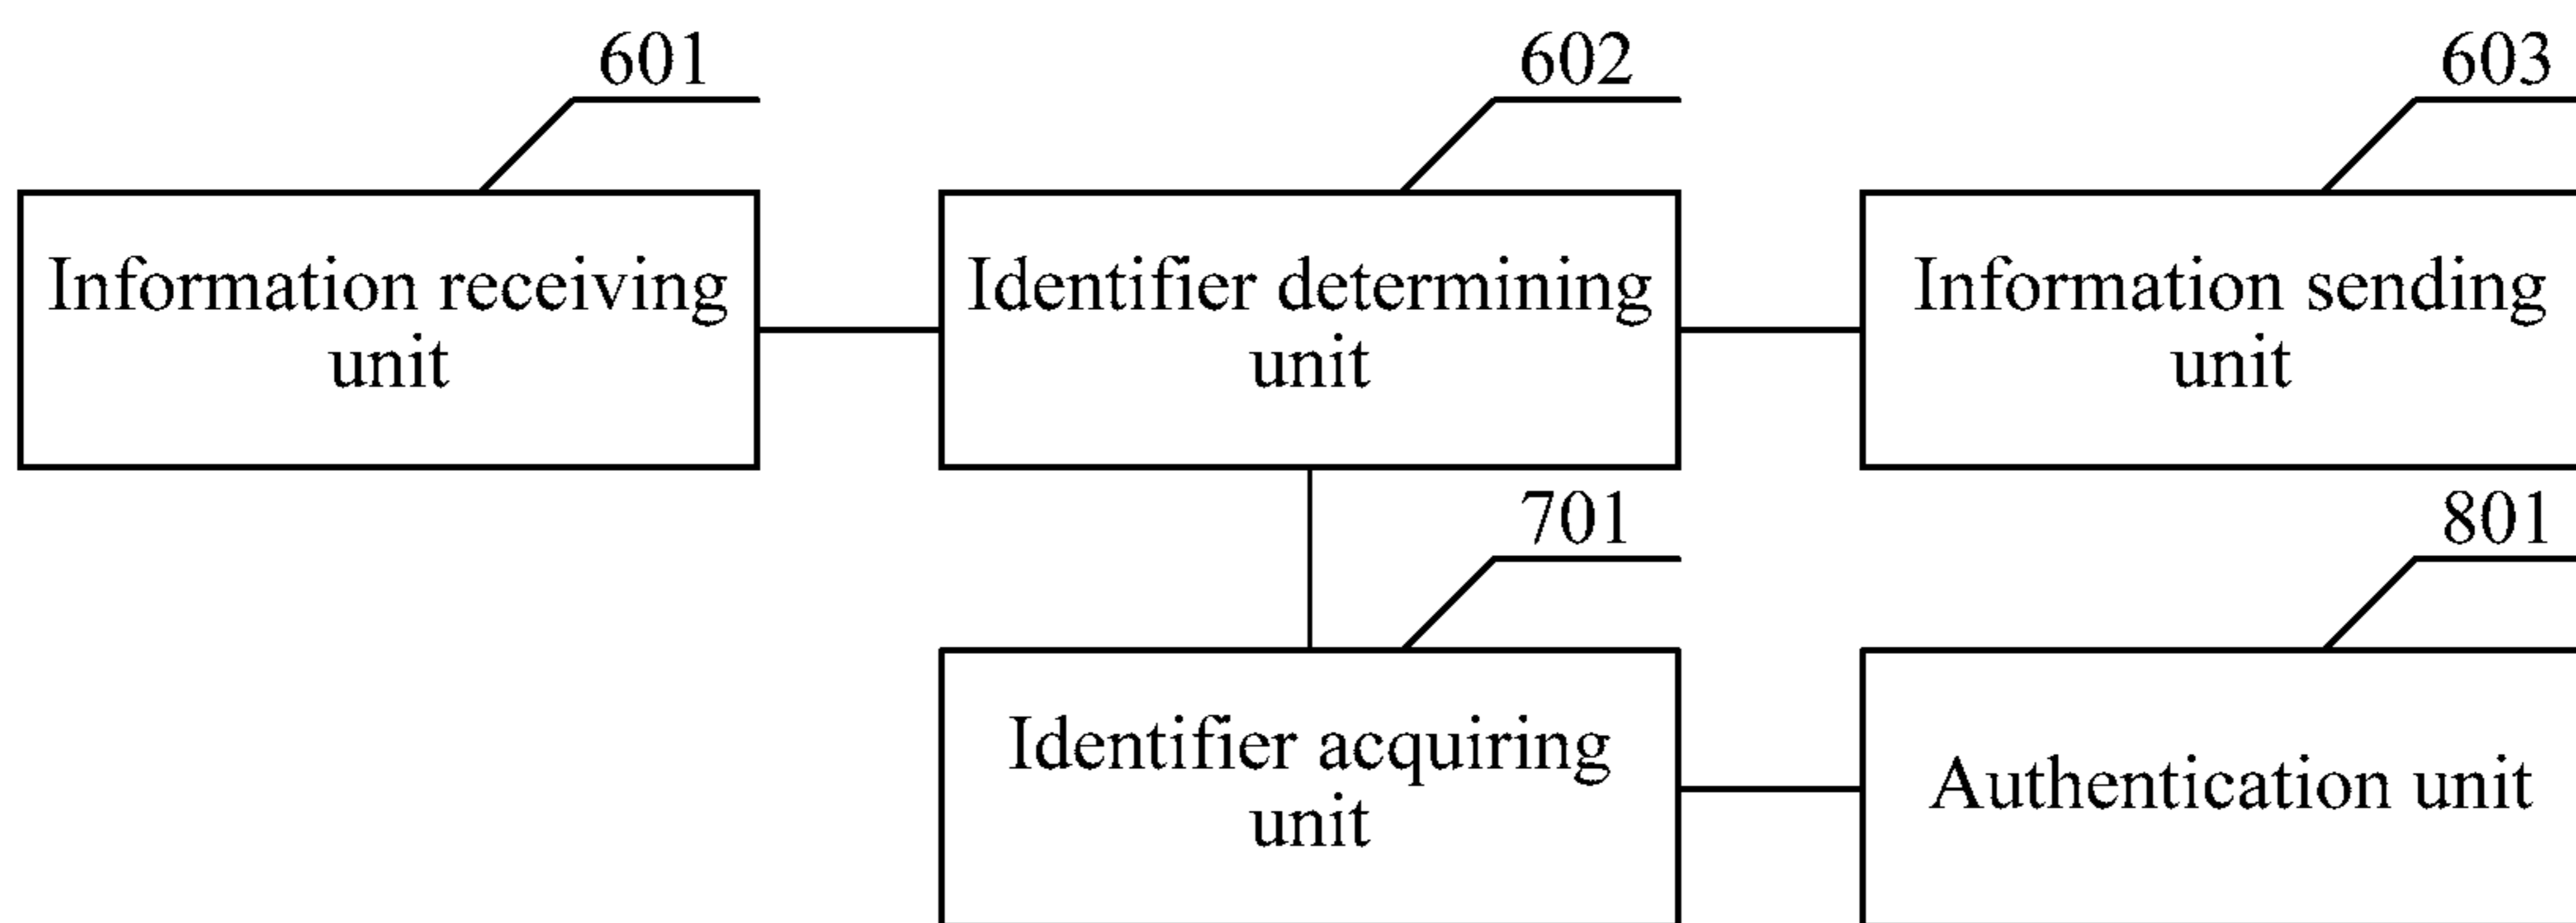 601
602
603
Information receiving
unit
Identifier determining
unit
Information sending
unit
701
801
Identifier acquiring
unit
Authentication unit